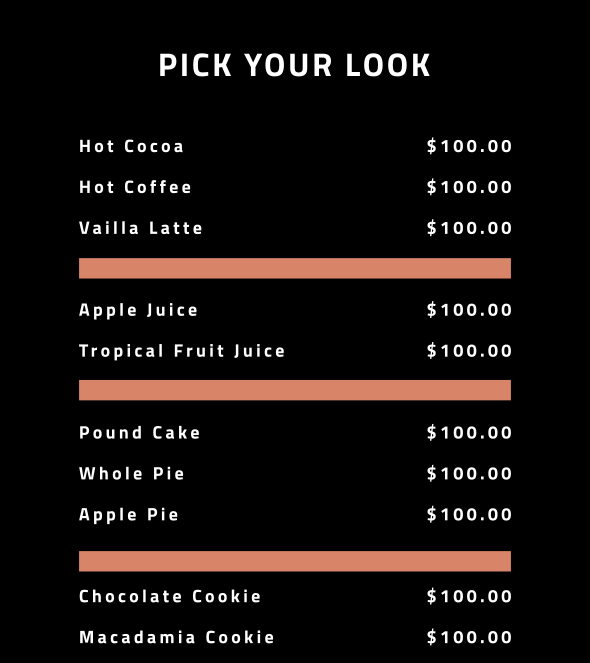 PICK YOUR LOOK
Hot Cocoa $100.00
Hot Coffee $100.00
Vailla Latte $100.00
Apple Juice $100.00
Tropical Fruit Juice $100.00
Pound Cake $100.00
Whole Pie $100.00
Apple Pie $100.00
Chocolate Cookie $100.00
Macadamia Cookie $100.00